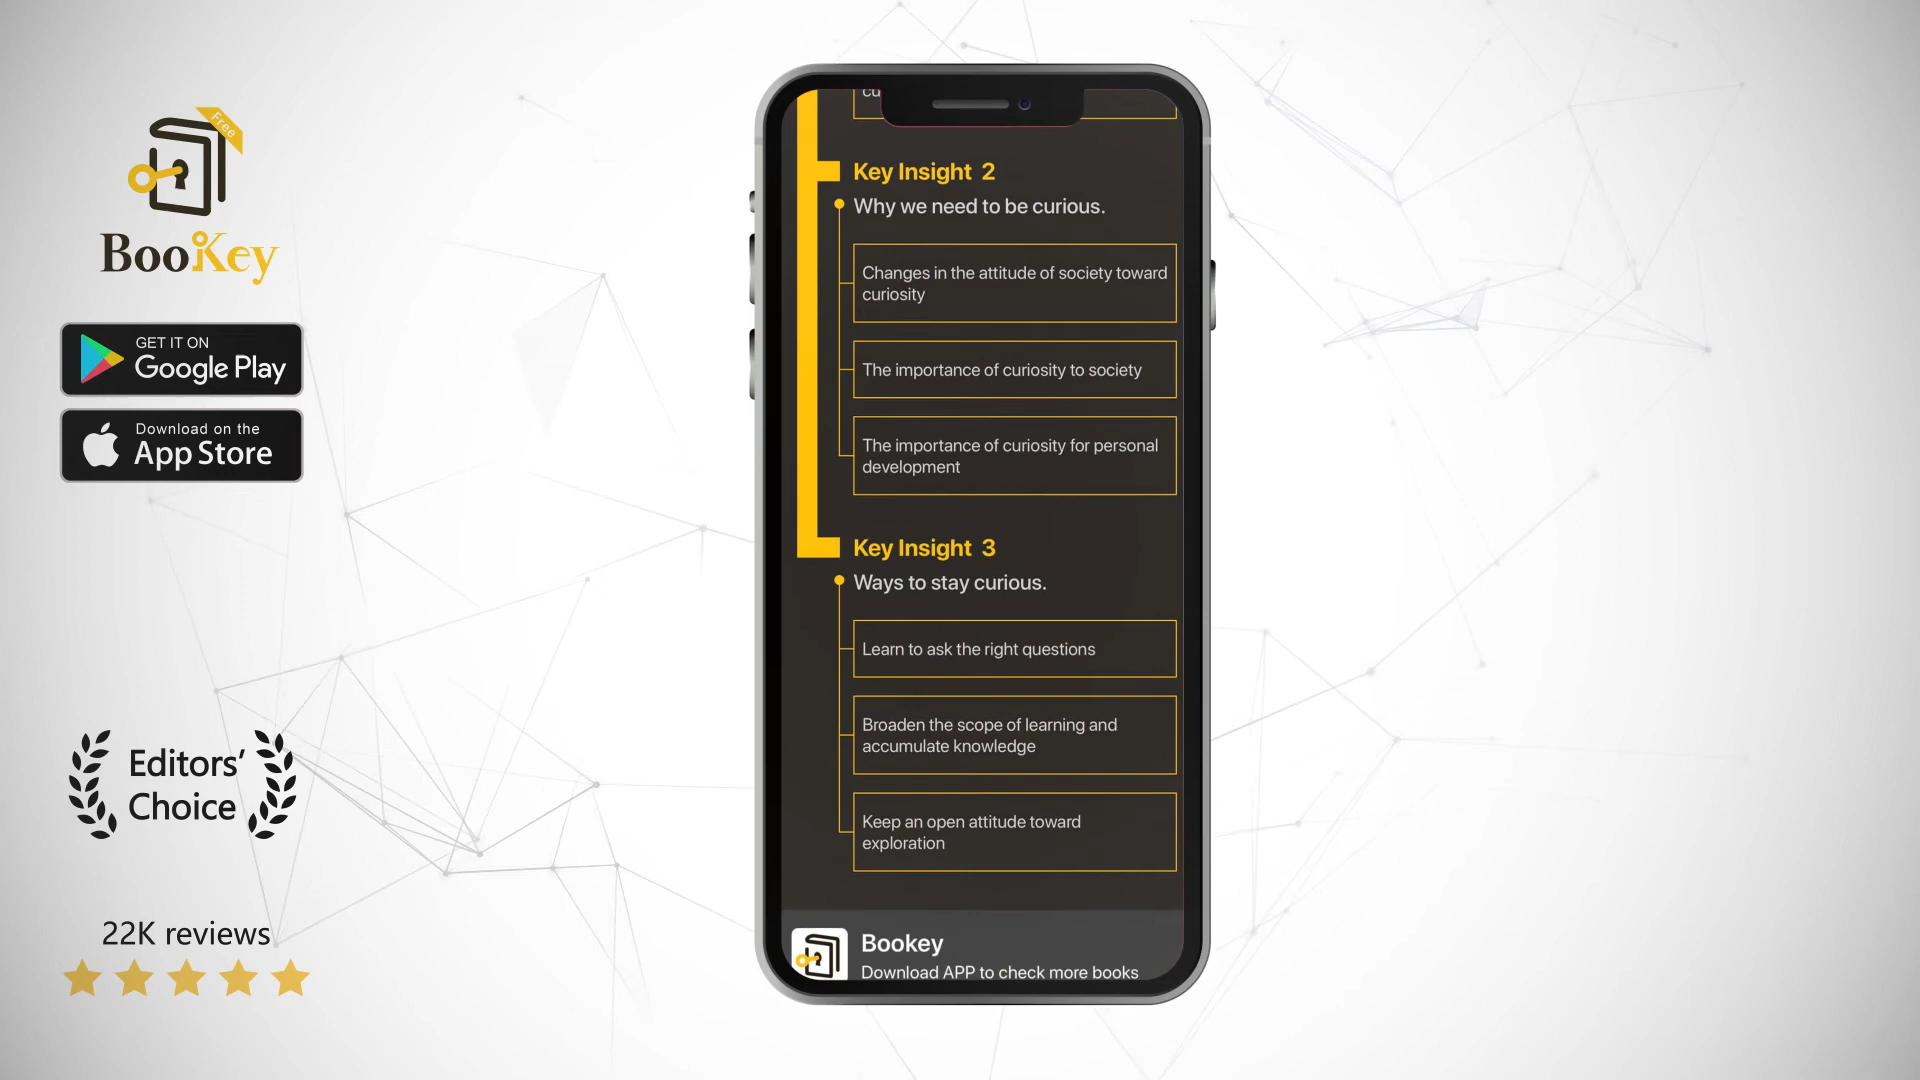 Free
BooKey
GET IT ON
Google Play
Download on the
App Store
Editors'
Choice
22K reviews
cu
Key Insight 2
Why we need to be curious.
Changes in the attitude of society toward
curiosity
The importance of curiosity to society
The importance of curiosity for personal
development
Key Insight 3
Ways to stay curious.
Learn to ask the right questions
Broaden the scope of learning and
accumulate knowledge
Keep an open attitude toward
exploration
Bookey
Download APP to check more books